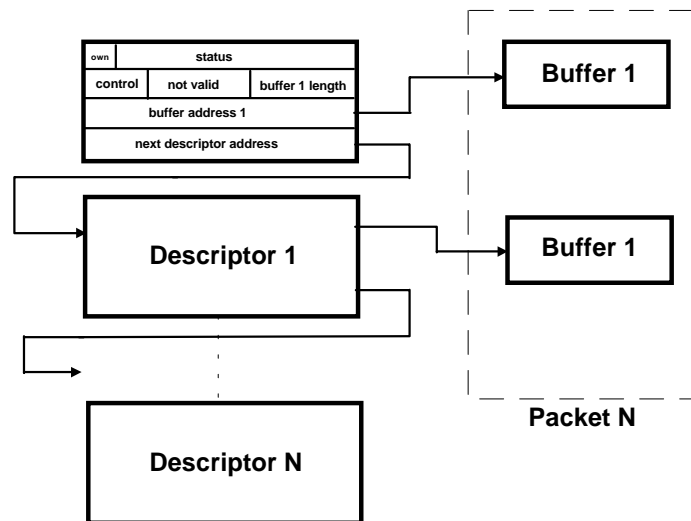 own status
control not valid buffer 1 length
buffer address 1
next descriptor address
Buffer 1
Descriptor 1
Buffer 1
Packet N
Descriptor N